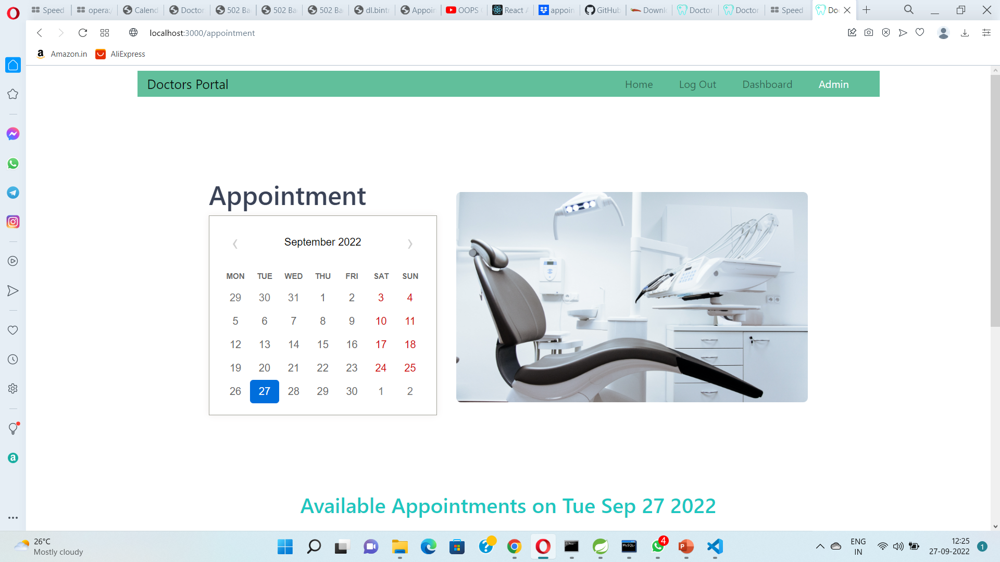 Speed
opera:/
Calend
Doctor
502 Ba
502 Ba
502 Ba
dl.bintr
Appoin
OOPS
React A
appoin
GitHub
Downl
Doctor
Doctor
Speed
Do
localhost:3000/appointment
Amazon.in
AliExpress
Doctors Portal
Home
Log Out
Dashboard
Admin
Appointment
September 2022
MON TUE WED THU FRI SAT SUN
29 30 31 1 2 3 4
5 6 7 8 9 10 11
12 13 14 15 16 17 18
19 20 21 22 23 24 25
26 27 28 29 30 1 2
Available Appointments on Tue Sep 27 2022
26°C
Mostly cloudy
4
ENG
IN
12:25
27-09-2022
1